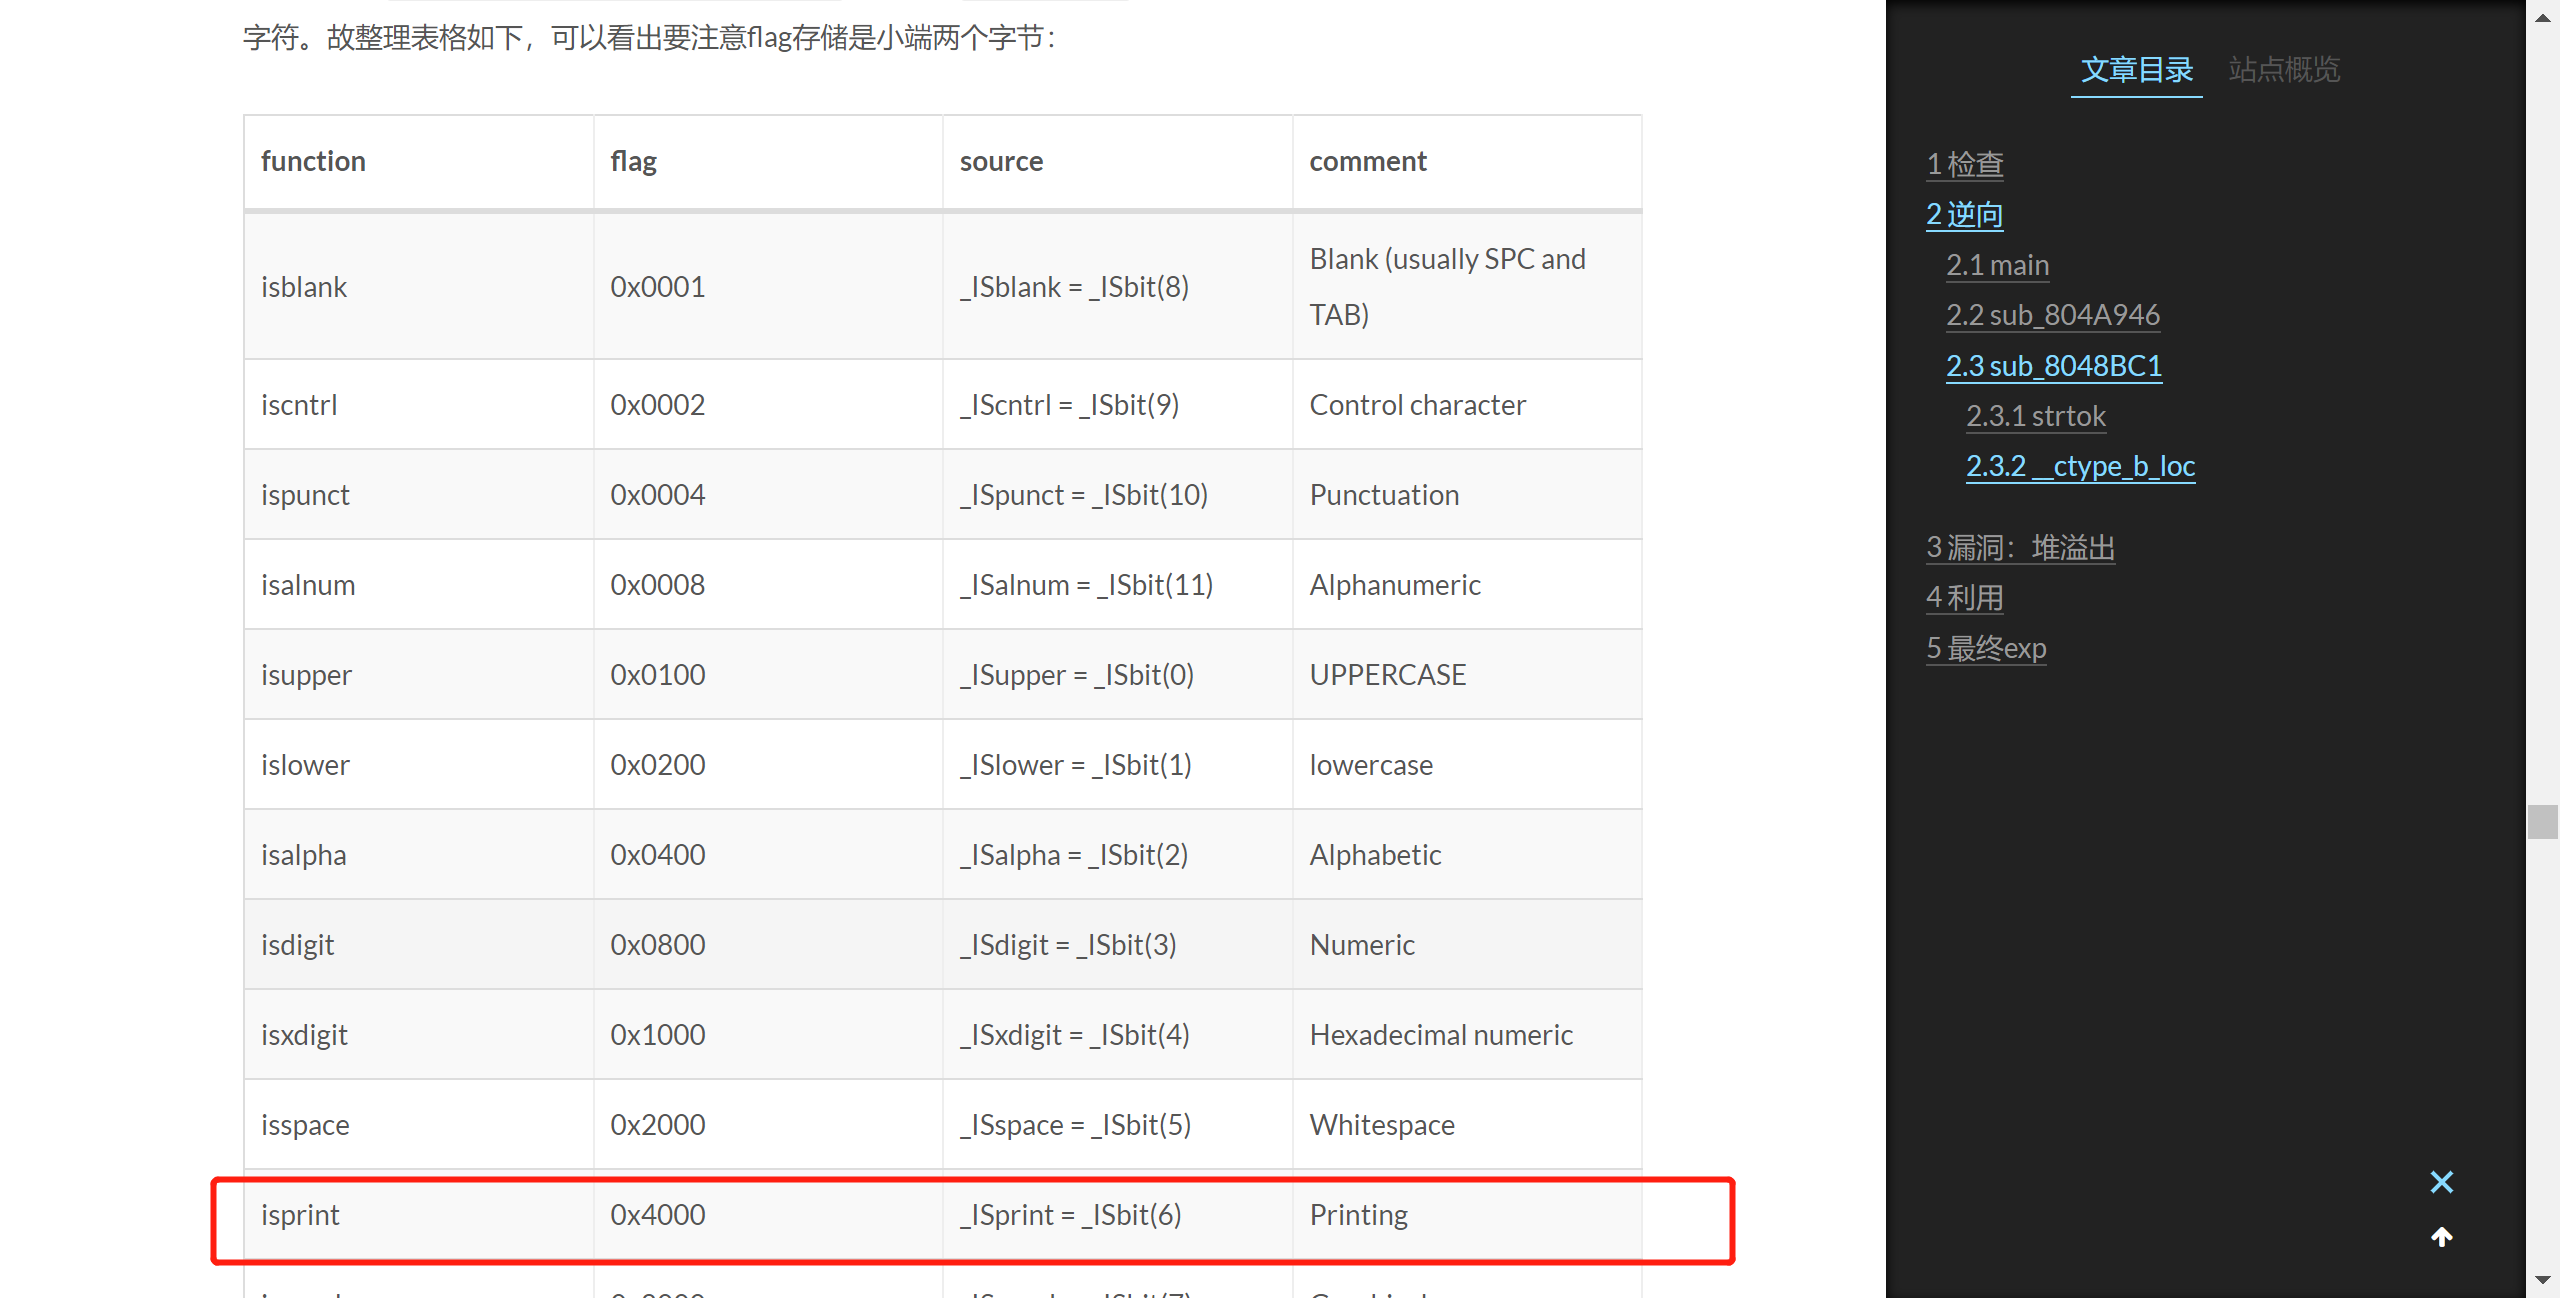 字符。故整理表格如下，可以看出要注意flag存储是小端两个字节：
function flag source comment
isblank 0x0001 _ISblank = _ISbit(8) Blank (usually SPC and TAB)
iscntrl 0x0002 _IScntrl = _ISbit(9) Control character
ispunct 0x0004 _ISpunct = _ISbit(10) Punctuation
isalnum 0x0008 _ISalnum = _ISbit(11) Alphanumeric
isupper 0x0100 _ISupper = _ISbit(0) UPPERCASE
islower 0x0200 _ISlower = _ISbit(1) lowercase
isalpha 0x0400 _ISalpha = _ISbit(2) Alphabetic
isdigit 0x0800 _ISdigit = _ISbit(3) Numeric
isxdigit 0x1000 _ISxdigit = _ISbit(4) Hexadecimal numeric
isspace 0x2000 _ISspace = _ISbit(5) Whitespace
isprint 0x4000 _ISprint = _ISbit(6) Printing
文章目录 站点概览
1 检查
2 逆向
2.1 main
2.2 sub_804A946
2.3 sub_8048BC1
2.3.1 strtok
2.3.2 __ctype_b_loc
3 漏洞：堆溢出
4 利用
5 最终exp